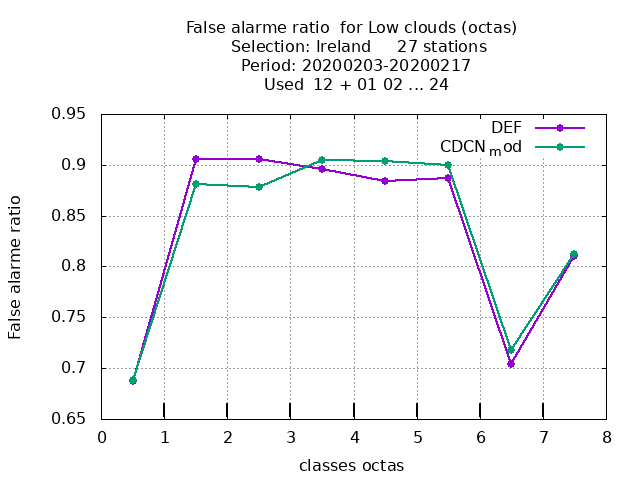 False alarme ratio  for Low clouds (octas)
Selection: Ireland     27 stations
Period: 20200203-20200217
Used  12 + 01 02 ... 24
DEF
CDCN_mod
0.95
0.9
0.85
0.8
0.75
0.7
0.65
False alarme ratio
0 1 2 3 4 5 6 7 8
classes octas